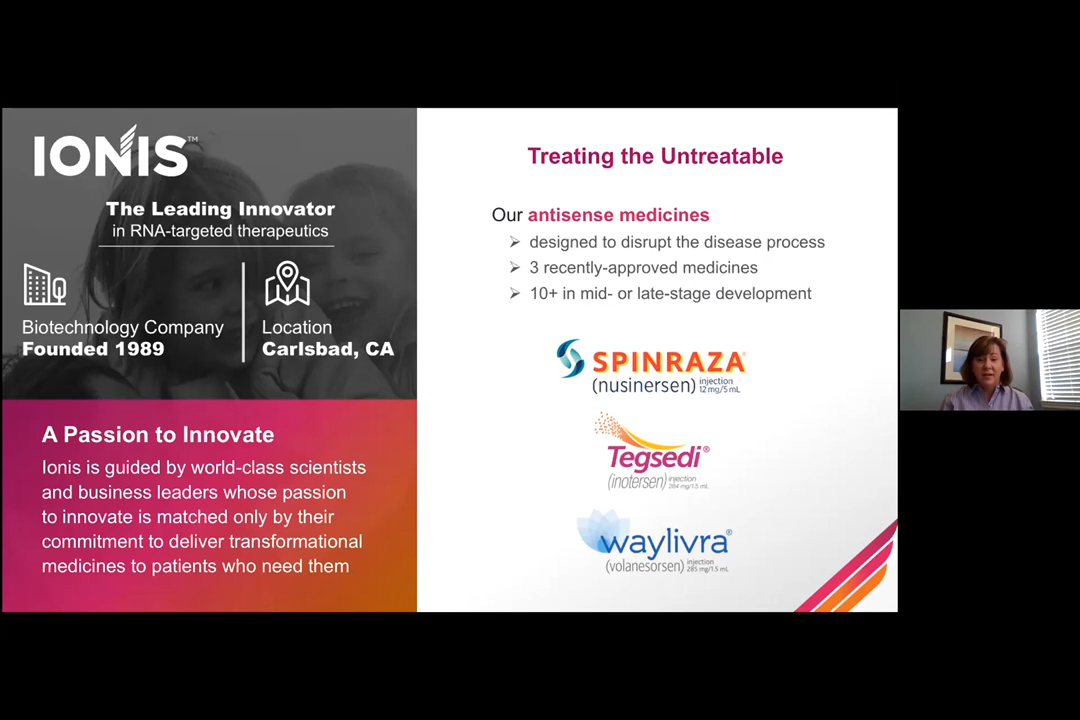 IONIS™
The Leading Innovator
in RNA-targeted therapeutics
Biotechnology Company
Founded 1989
Location
Carlsbad, CA
A Passion to Innovate
Ionis is guided by world-class scientists
and business leaders whose passion
to innovate is matched only by their
commitment to deliver transformational
medicines to patients who need them
Treating the Untreatable
Our antisense medicines
designed to disrupt the disease process
3 recently-approved medicines
10+ in mid- or late-stage development
SPINRAZA®
(nusinersen) injection
12 mg/5 mL
Tegsedi®
(inotersen) injection
284 mg/1.5 mL
waylivra®
(volanesorsen) injection
285 mg/1.5 mL